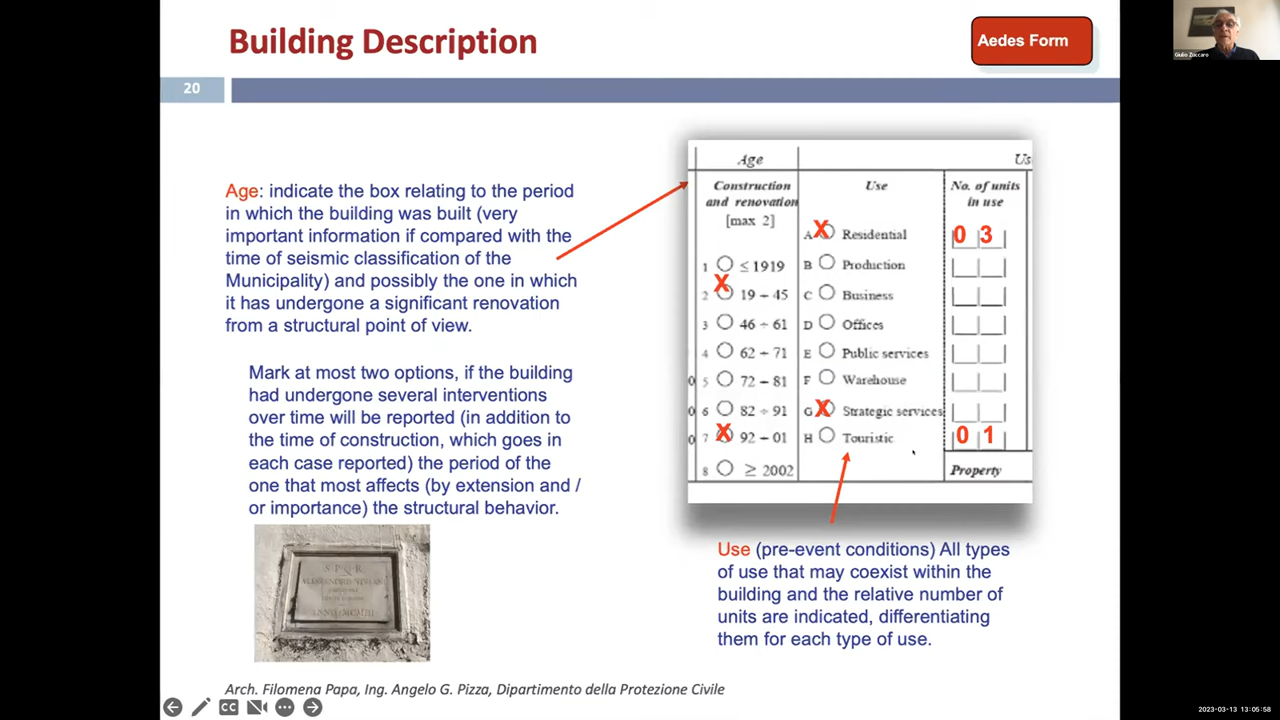 Building Description
Aedes Form
Giulio Zuccaro
20
Age: indicate the box relating to the period
in which the building was built (very
important information if compared with the
time of seismic classification of the
Municipality) and possibly the one in which
it has undergone a significant renovation
from a structural point of view.
Mark at most two options, if the building
had undergone several interventions
over time will be reported (in addition to
the time of construction, which goes in
each case reported) the period of the
one that most affects (by extension and /
or importance) the structural behavior.
S P Q R
Age
Us
Construction
and renovation
[max 2]
Use
No. of units
in use
A X Residential 0 3
1 ≤ 1919
B Production
X
2 19 ÷ 45
C Business
3 46 ÷ 61
D Offices
4 62 ÷ 71
E Public services
0 5 72 ÷ 81
F Warehouse
0 6 82 ÷ 91
G X Strategic services
0 7 X 92 ÷ 01
H Touristic 0 1
8 ≥ 2002
Property
Use (pre-event conditions) All types
of use that may coexist within the
building and the relative number of
units are indicated, differentiating
them for each type of use.
Arch. Filomena Papa, Ing. Angelo G. Pizza, Dipartimento della Protezione Civile
CC
2023-03-13 13:05:58